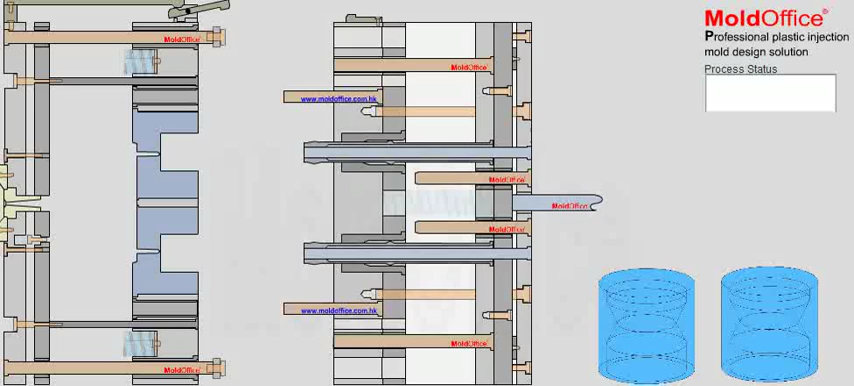 MoldOffice®
Professional plastic injection
mold design solution
Process Status
MoldOffice®
MoldOffice®
www.moldoffice.com.hk
MoldOffice®
MoldOffice
MoldOffice®
www.moldoffice.com.hk
MoldOffice®
MoldOffice®